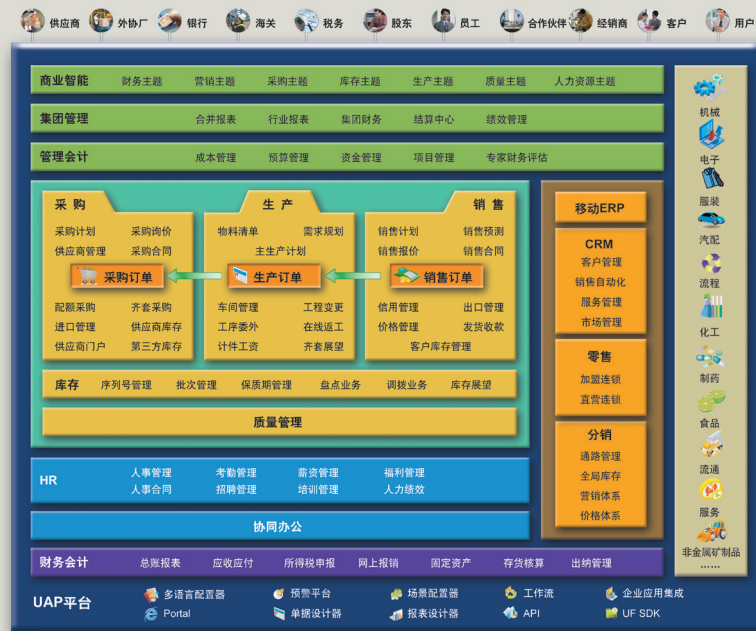 供应商 外协厂 银行 海关 税务 股东 员工 合作伙伴 经销商 客户 用户
商业智能 财务主题 营销主题 采购主题 库存主题 生产主题 质量主题 人力资源主题
集团管理 合并报表 行业报表 集团财务 结算中心 绩效管理
管理会计 成本管理 预算管理 资金管理 项目管理 专家财务评估
采购
采购计划 采购询价
供应商管理 采购合同
采购订单
配额采购 齐套采购
进口管理 供应商库存
供应商门户 第三方库存
生产
物料清单 需求规划
主生产计划
生产订单
车间管理 工程变更
工序委外 在线返工
计件工资 齐套展望
销售
销售计划 销售预测
销售报价 销售合同
销售订单
信用管理 出口管理
价格管理 发货收款
客户库存管理
库存 序列号管理 批次管理 保质期管理 盘点业务 调拨业务 库存展望
质量管理
移动ERP
CRM
客户管理
销售自动化
服务管理
市场管理
零售
加盟连锁
直营连锁
分销
通路管理
全局库存
营销体系
价格体系
HR
人事管理 考勤管理 薪资管理 福利管理
人事合同 招聘管理 培训管理 人力绩效
协同办公
财务会计 总账报表 应收应付 所得税申报 网上报销 固定资产 存货核算 出纳管理
UAP平台
多语言配置器 预警平台 场景配置器 工作流 企业应用集成
Portal 单据设计器 报表设计器 API UF SDK
机械
电子
服装
汽配
流程
化工
制药
食品
流通
服务
非金属矿制品
……